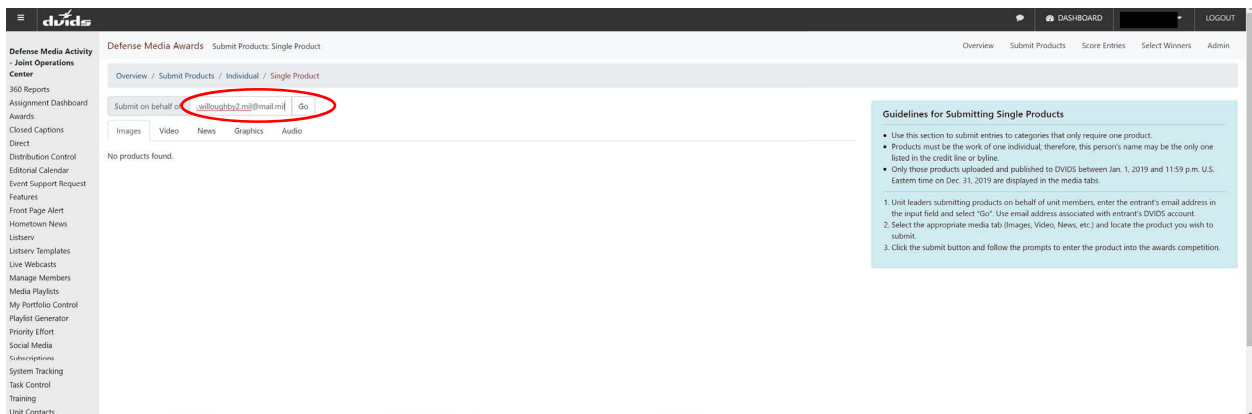 ≡ dvids
DASHBOARD LOGOUT
Defense Media Activity
- Joint Operations
Center
360 Reports
Assignment Dashboard
Awards
Closed Captions
Direct
Distribution Control
Editorial Calendar
Event Support Request
Features
Front Page Alert
Hometown News
Listserv
Listserv Templates
Live Webcasts
Manage Members
Media Playlists
My Portfolio Control
Playlist Generator
Priority Effort
Social Media
Subscriptions
System Tracking
Task Control
Training
Unit Contacts
Defense Media Awards Submit Products: Single Product
Overview Submit Products Score Entries Select Winners Admin
Overview / Submit Products / Individual / Single Product
Submit on behalf of .willoughby2.mil@mail.mil Go
Images Video News Graphics Audio
No products found.
Guidelines for Submitting Single Products
• Use this section to submit entries to categories that only require one product.
• Products must be the work of one individual; therefore, this person's name may be the only one
listed in the credit line or byline.
• Only those products uploaded and published to DVIDS between Jan. 1, 2019 and 11:59 p.m. U.S.
Eastern time on Dec. 31, 2019 are displayed in the media tabs.
1. Unit leaders submitting products on behalf of unit members, enter the entrant's email address in
the input field and select "Go". Use email address associated with entrant's DVIDS account.
2. Select the appropriate media tab (Images, Video, News, etc.) and locate the product you wish to
submit.
3. Click the submit button and follow the prompts to enter the product into the awards competition.